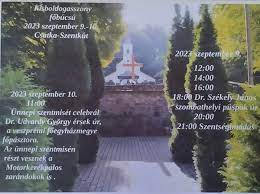 Kisboldogasszony
főbúcsú
2023 szeptember 9.-10.
Csatka-Szentkút
2023 szeptember 10.
11:00
Ünnepi szentmisét celebrál
Dr. Udvardy György érsek úr,
a veszprémi főegyházmegye
főpásztora.
Az ünnepi szentmisén
részt vesznek a
Motorkerékpáros
zarándokok is .
2023 szeptember 9.
12:00
14:00
16:00
18:00 Dr. Székely János
szombathelyi püspök úr
20:00
21:00 Szentségimádás